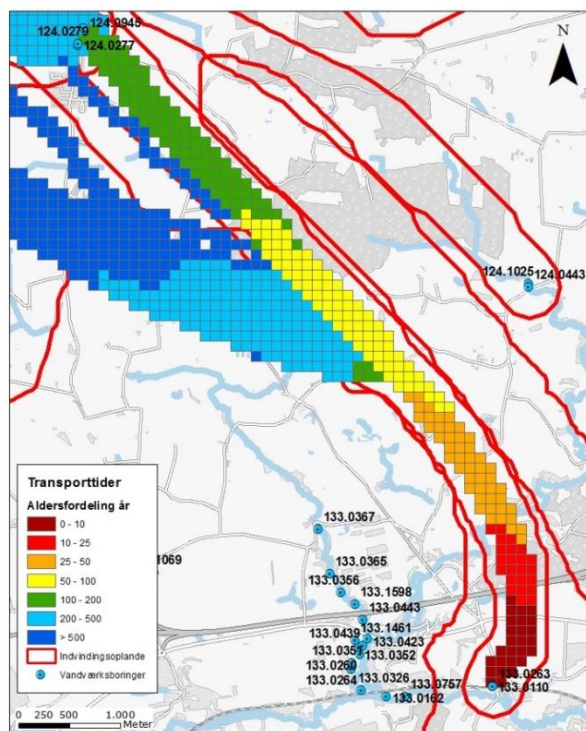 124.0945
124.0279
124.0277
N
124.1025
124.0443
133.0367
1069
133.0365
133.0356
133.1598
133.0443
133.1461
133.0439
133.0423
133.0351
133.0352
133.0260
133.0264
133.0326
133.0757
133.0162
133.0263
133.0110
Transporttider
Aldersfordeling år
0 - 10
10 - 25
25 - 50
50 - 100
100 - 200
200 - 500
> 500
Indvindingsoplande
Vandværksboringer
0 250 500 1.000
Meter